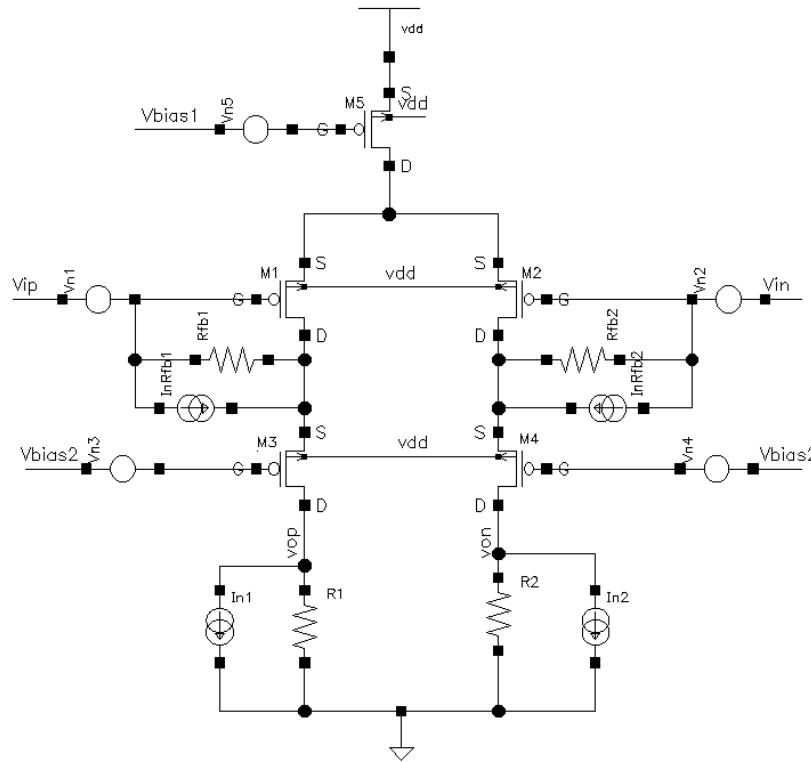 vdd
S
M5
vdd
Vbias1
Vn5
G
D
S
S
M1
M2
vdd
Vip
Vn1
G
G
Vn2
Vin
D
D
Rfb1
Rfb2
InRfb1
InRfb2
S
S
M3
M4
vdd
Vbias2
Vn3
G
G
Vn4
Vbias2
D
D
vop
von
In1
R1
R2
In2